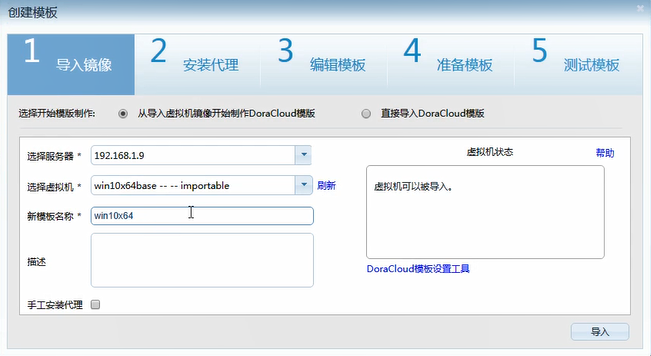 创建模板
1 导入镜像
2 安装代理
3 编辑模板
4 准备模板
5 测试模板
选择开始模版制作:
从导入虚拟机镜像开始制作DoraCloud模版
直接导入DoraCloud模版
选择服务器 *
192.168.1.9
虚拟机状态
帮助
选择虚拟机 *
win10x64base -- -- importable
刷新
虚拟机可以被导入。
新模板名称 *
win10x64
描述
DoraCloud模板设置工具
手工安装代理
导入